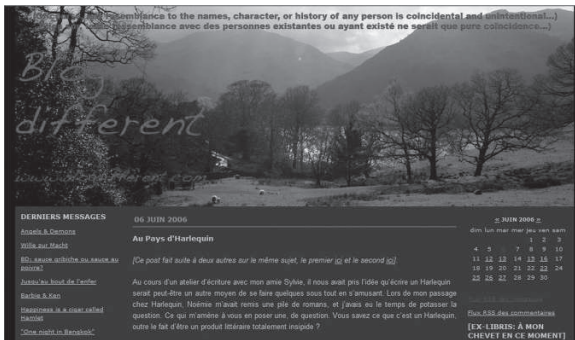 semblance to the names, character, or history of any person is coincidental and unintentional...)
ressemblance avec des personnes existantes ou ayant existé ne serait que pure coïncidence...)
Blog
different
DERNIERS MESSAGES
Angels & Demons
Wille zur Macht
BD: sauce gribiche ou sauce au poivre?
Jusqu'au bout de l'enfer
Barbie & Ken
Happiness is a cigar called Hamlet
"One night in Bangkok"
06 JUIN 2006
Au Pays d'Harlequin
[Ce post fait suite à deux autres sur le même sujet, le premier ici et le second ici].
Au cours d'un atelier d'écriture avec mon amie Sylvie, il nous avait pris l'idée qu'écrire un Harlequin
serait peut-être un autre moyen de se faire quelques sous tout en s'amusant. Lors de mon passage
chez Harlequin, Noémie m'avait remis une pile de romans, et j'avais eu le temps de potasser la
question. Ce qui m'amène à vous en poser une, de question. Vous savez ce que c'est un Harlequin,
outre le fait d'être un produit littéraire totalement insipide ?
« JUIN 2006 »
dim lun mar mer jeu ven sam
1 2 3
4 5 7 8 9 10
11 12 13 14 15 16 17
18 19 20 21 22 23 24
25 26 27 28 29 30
Flux RSS des commentaires
[EX-LIBRIS: À MON
CHEVET EN CE MOMENT]